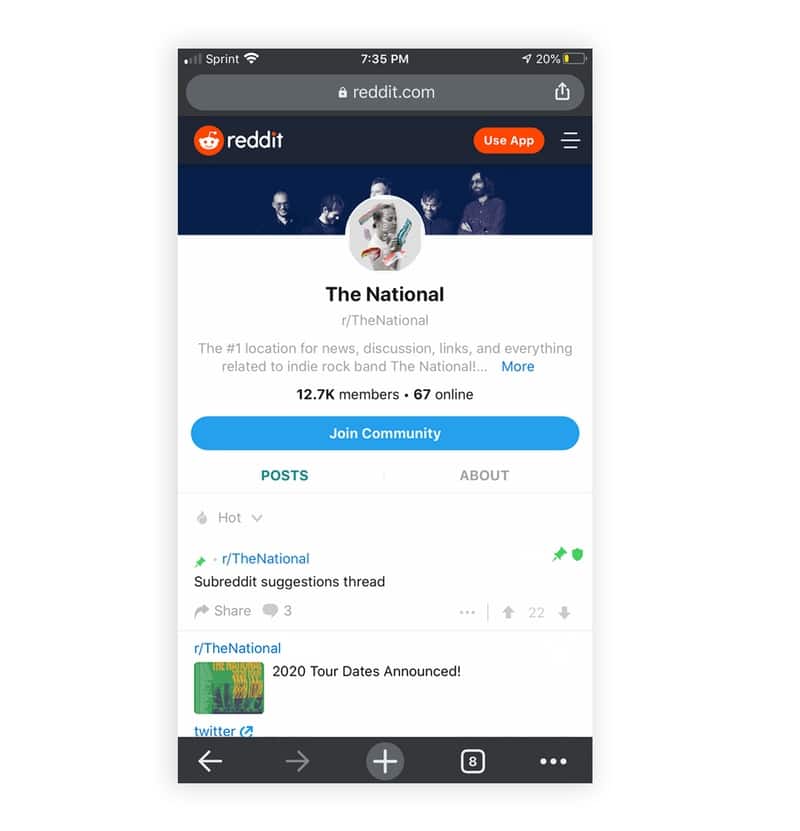 Sprint 7:35 PM 20%
reddit.com
reddit Use App
The National
r/TheNational
The #1 location for news, discussion, links, and everything
related to indie rock band The National!... More
12.7K members • 67 online
Join Community
POSTS ABOUT
Hot
• r/TheNational
Subreddit suggestions thread
Share 3 ••• 22
r/TheNational
THE NATIONAL
2020 Tour Dates Announced!
twitter
8